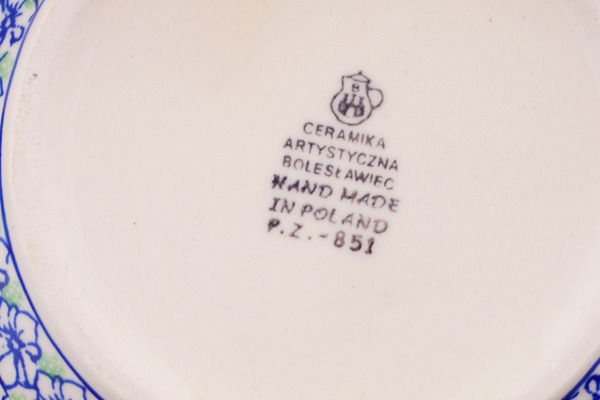 CERAMIKA
ARTYSTYCZNA
BOLESŁAWIEC
HAND MADE
IN POLAND
P.Z.-851